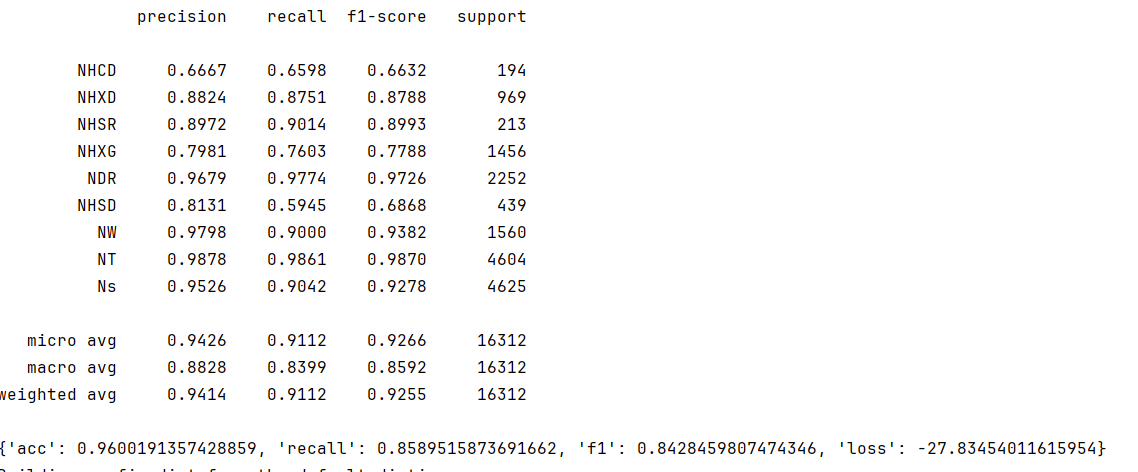 precision recall f1-score support
NHCD 0.6667 0.6598 0.6632 194
NHXD 0.8824 0.8751 0.8788 969
NHSR 0.8972 0.9014 0.8993 213
NHXG 0.7981 0.7603 0.7788 1456
NDR 0.9679 0.9774 0.9726 2252
NHSD 0.8131 0.5945 0.6868 439
NW 0.9798 0.9000 0.9382 1560
NT 0.9878 0.9861 0.9870 4604
Ns 0.9526 0.9042 0.9278 4625
micro avg 0.9426 0.9112 0.9266 16312
macro avg 0.8828 0.8399 0.8592 16312
weighted avg 0.9414 0.9112 0.9255 16312
{'acc': 0.9600191357428859, 'recall': 0.8589515873691662, 'f1': 0.8428459807474346, 'loss': -27.83454011615954}